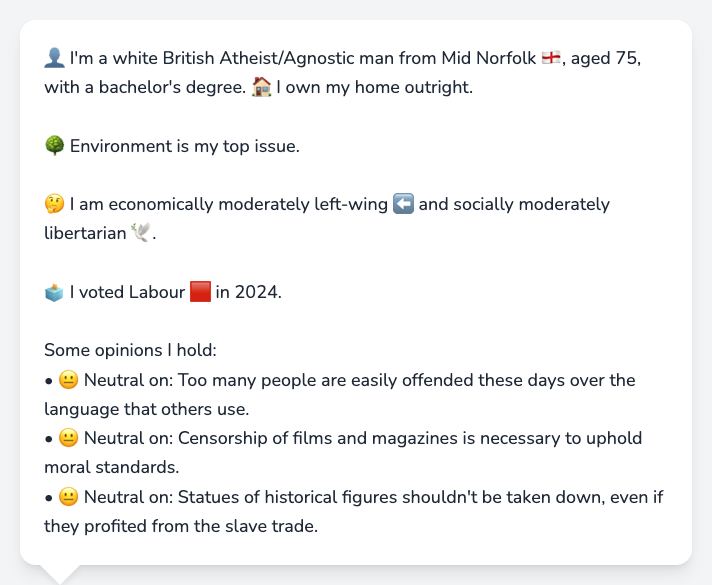 👤 I'm a white British Atheist/Agnostic man from Mid Norfolk 🏴󠁧󠁢󠁥󠁮󠁧󠁿, aged 75,
with a bachelor's degree. 🏠 I own my home outright.
🌳 Environment is my top issue.
🤔 I am economically moderately left-wing ⬅️ and socially moderately
libertarian 🕊️.
🗳️ I voted Labour 🟥 in 2024.
Some opinions I hold:
• 😐 Neutral on: Too many people are easily offended these days over the
language that others use.
• 😐 Neutral on: Censorship of films and magazines is necessary to uphold
moral standards.
• 😐 Neutral on: Statues of historical figures shouldn't be taken down, even if
they profited from the slave trade.